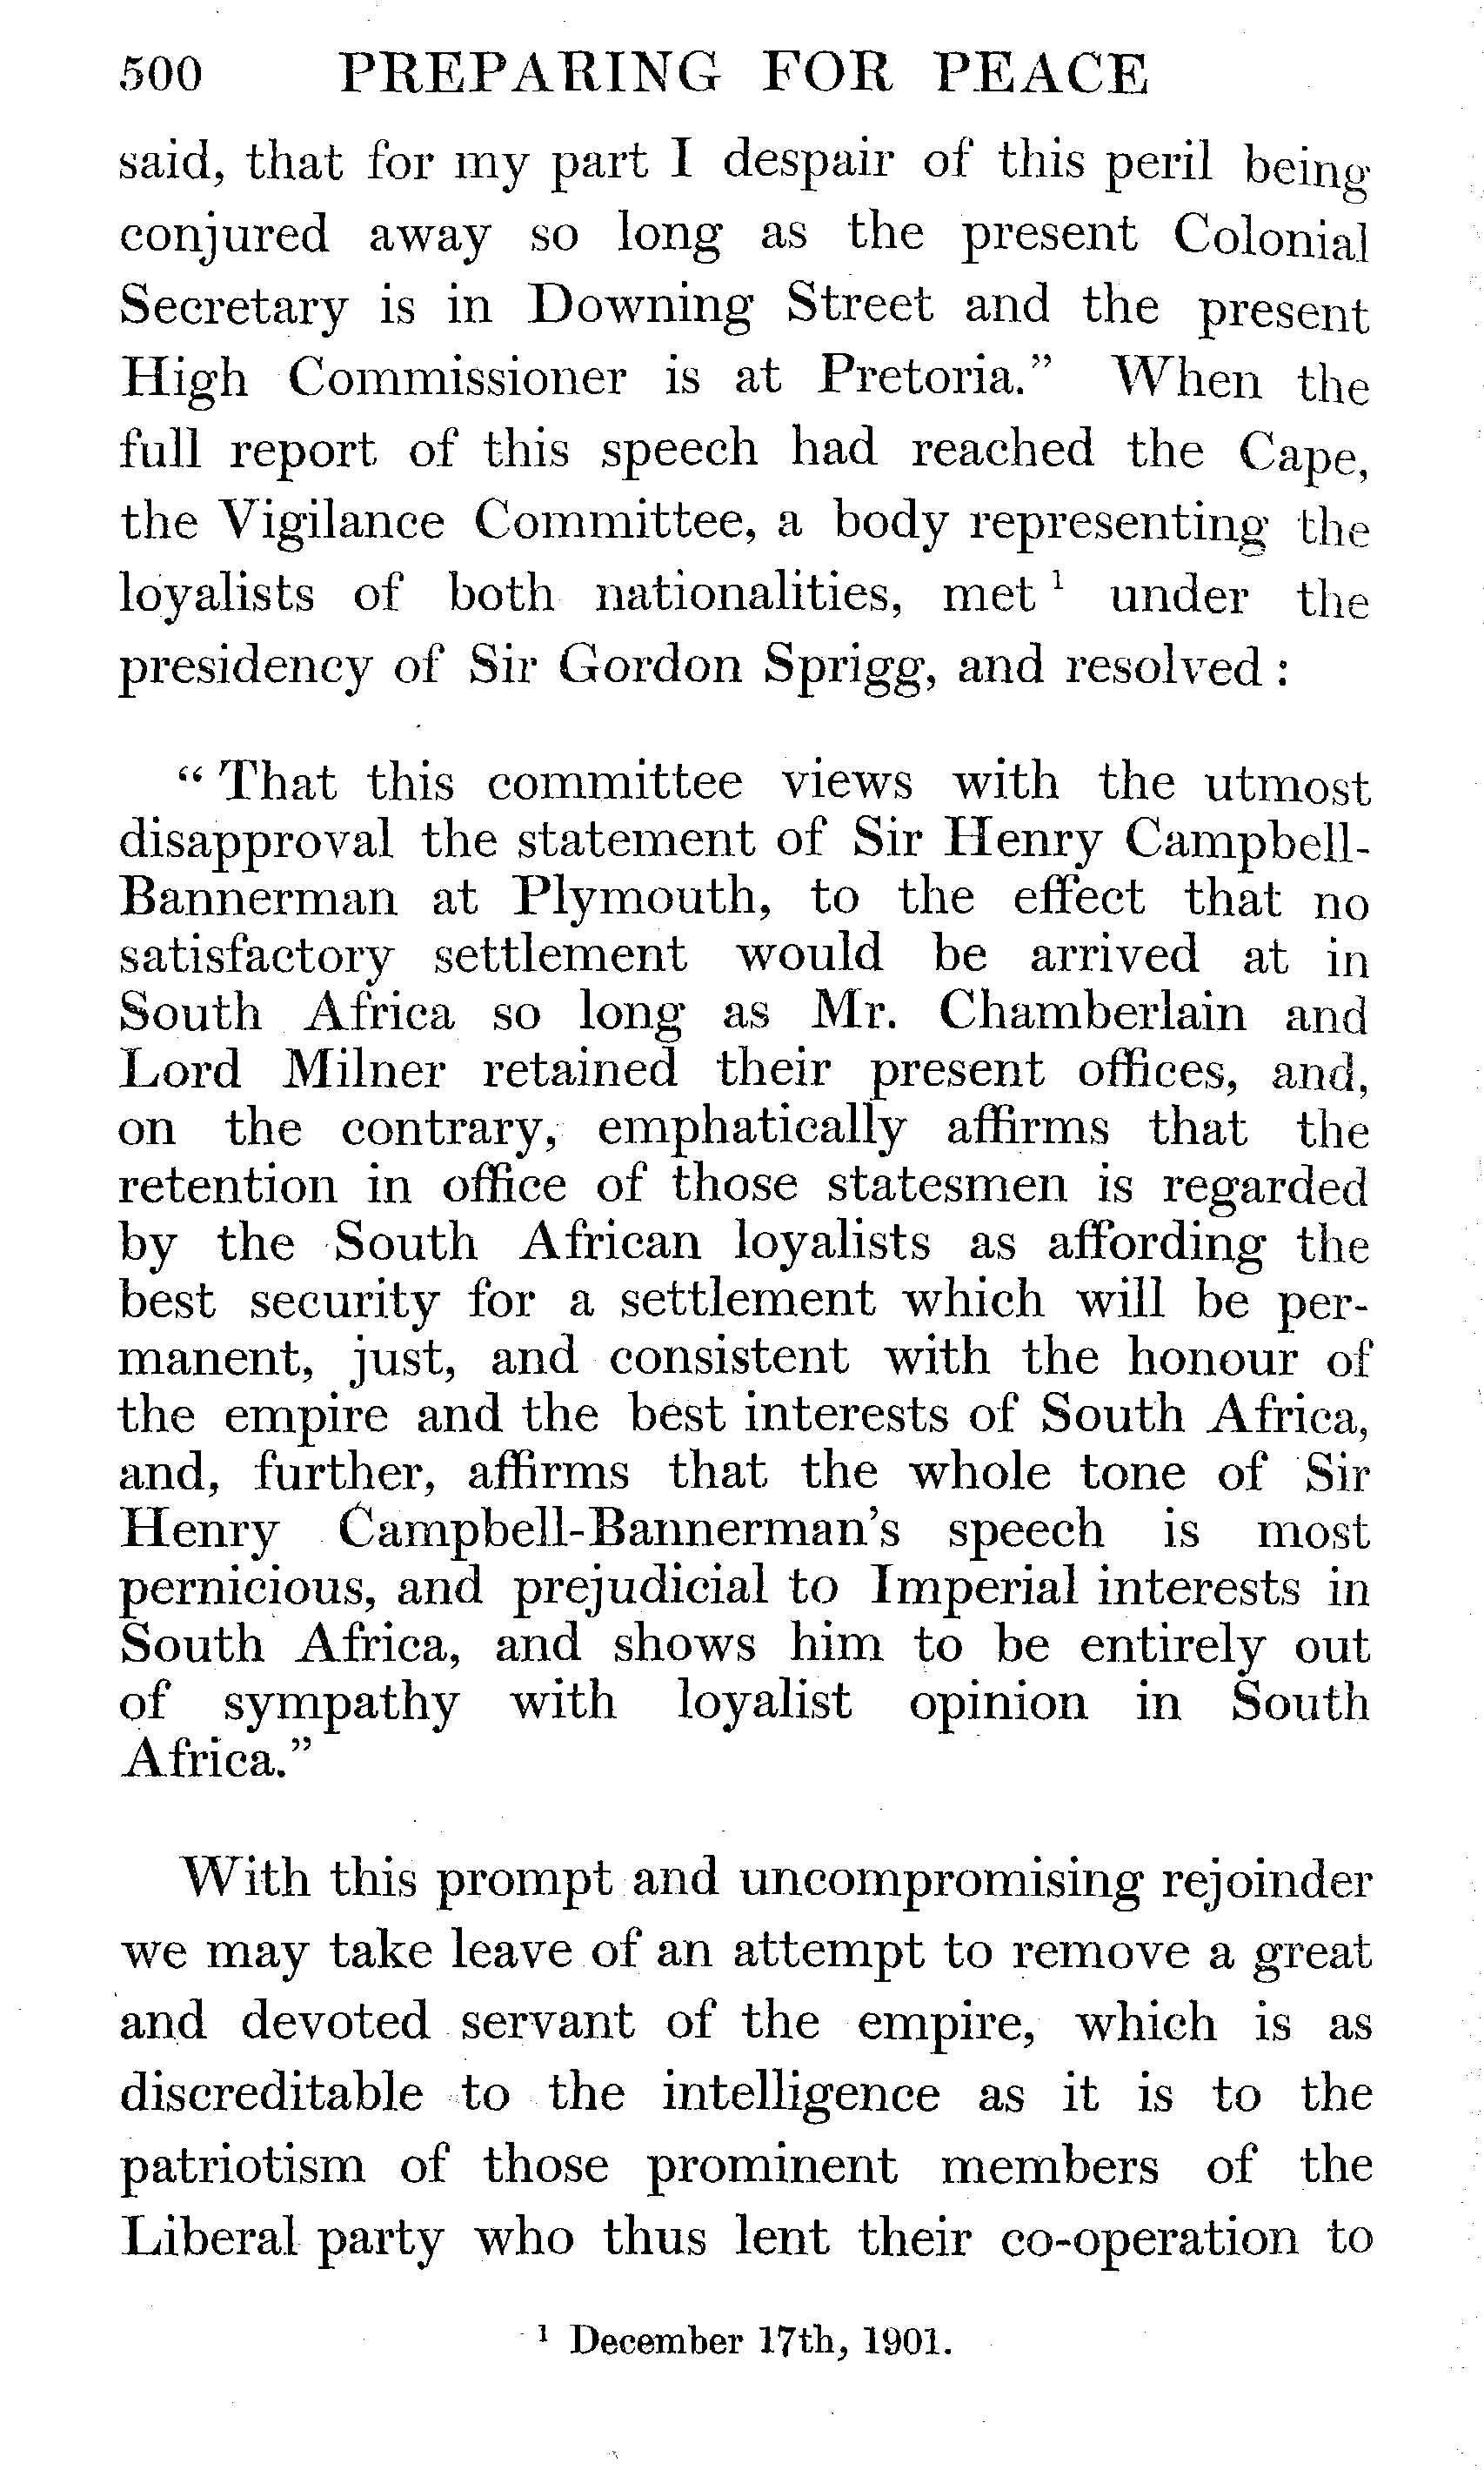 500 PREPARING FOR PEACE
said, that for my part I despair of this peril being
conjured away so long as the present Colonial
Secretary is in Downing Street and the present
High Commissioner is at Pretoria.” When the
full report of this speech had reached the Cape,
the Vigilance Committee, a body representing the
loyalists of both nationalities, met ¹ under the
presidency of Sir Gordon Sprigg, and resolved :
“ That this committee views with the utmost
disapproval the statement of Sir Henry Campbell-
Bannerman at Plymouth, to the effect that no
satisfactory settlement would be arrived at in
South Africa so long as Mr. Chamberlain and
Lord Milner retained their present offices, and,
on the contrary, emphatically affirms that the
retention in office of those statesmen is regarded
by the South African loyalists as affording the
best security for a settlement which will be per-
manent, just, and consistent with the honour of
the empire and the best interests of South Africa,
and, further, affirms that the whole tone of Sir
Henry Campbell-Bannerman's speech is most
pernicious, and prejudicial to Imperial interests in
South Africa, and shows him to be entirely out
of sympathy with loyalist opinion in South
Africa.”
With this prompt and uncompromising rejoinder
we may take leave of an attempt to remove a great
and devoted servant of the empire, which is as
discreditable to the intelligence as it is to the
patriotism of those prominent members of the
Liberal party who thus lent their co-operation to
¹ December 17th, 1901.